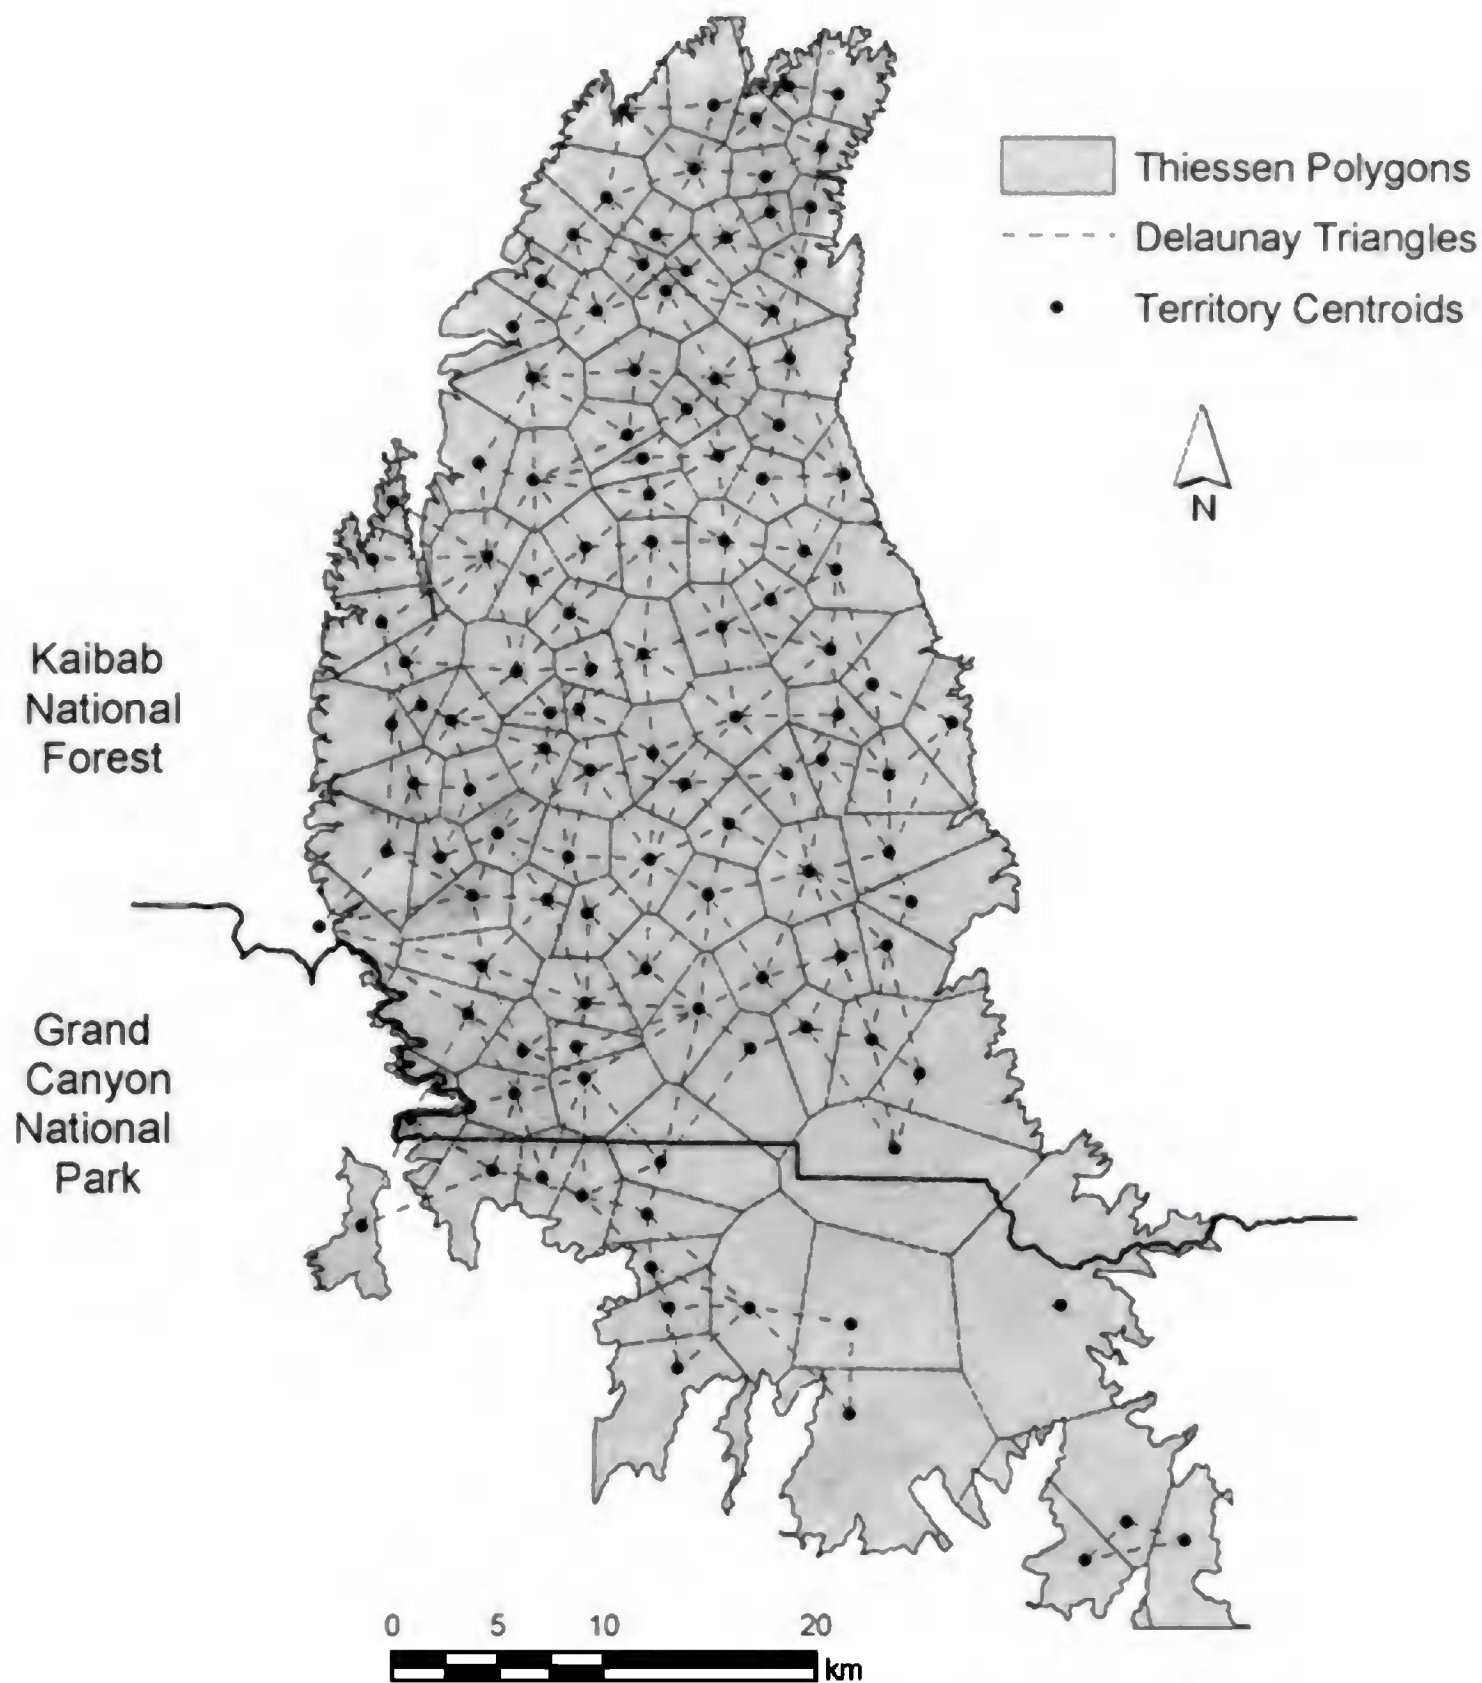 Thiessen Polygons
Delaunay Triangles
Territory Centroids
N
Kaibab
National
Forest
Grand
Canyon
National
Park
0 5 10 20
km